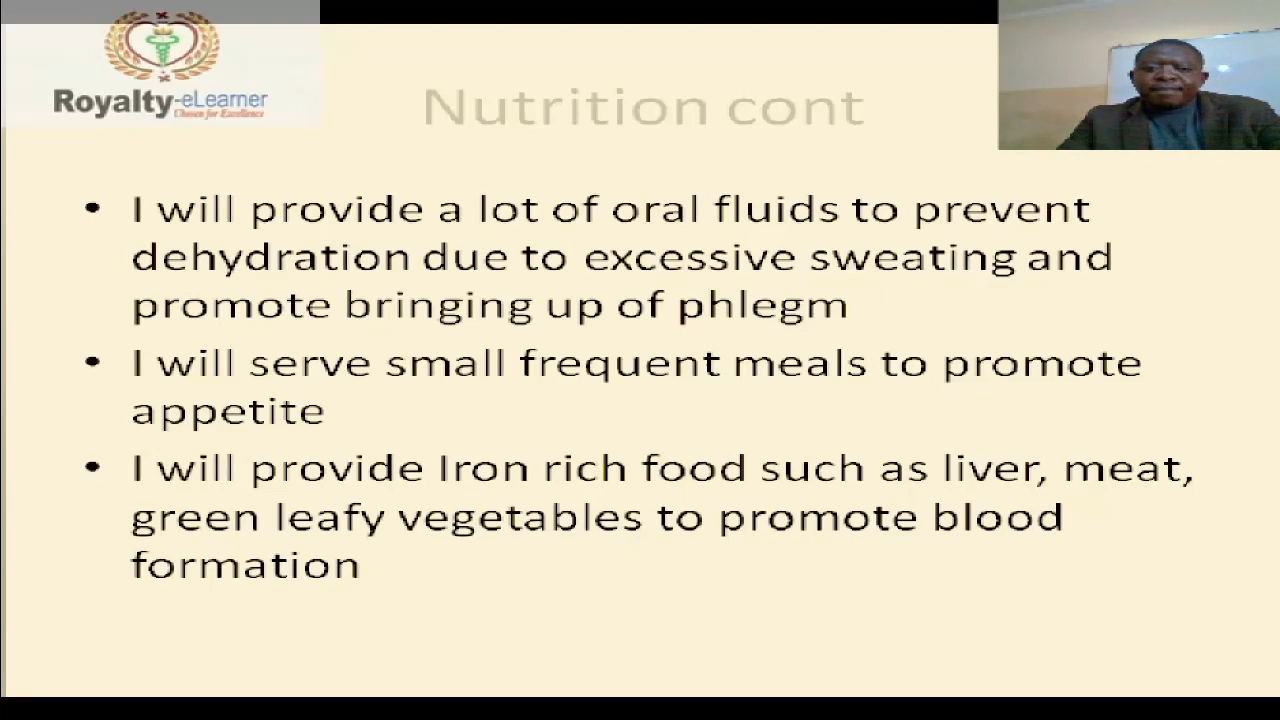 Royalty-eLearner
Chosen for Excellence
Nutrition cont
• I will provide a lot of oral fluids to prevent
dehydration due to excessive sweating and
promote bringing up of phlegm
• I will serve small frequent meals to promote
appetite
• I will provide Iron rich food such as liver, meat,
green leafy vegetables to promote blood
formation